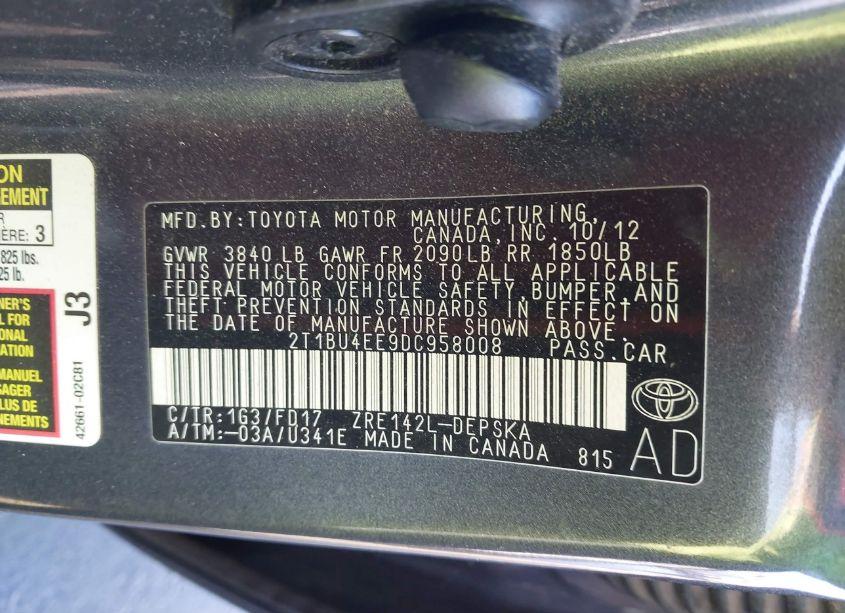 ON
EMENT
R
ÈRE: 3
825 lbs.
25 lb.
NER'S
L FOR
ONAL
ATION
MANUEL
SAGER
LUS DE
NEMENTS
J3
42661-02C81
MFD.BY:TOYOTA MOTOR MANUFACTURING,
CANADA,INC. 10/12
GVWR 3840 LB GAWR FR 2090LB RR 1850LB
THIS VEHICLE CONFORMS TO ALL APPLICABLE
FEDERAL MOTOR VEHICLE SAFETY,BUMPER,AND
THEFT PREVENTION STANDARDS IN EFFECT ON
THE DATE OF MANUFACTURE SHOWN ABOVE.
2T1BU4EE9DC958008 PASS.CAR
C/TR:1G3/FD17 ZRE142L-DEPSKA
A/TM:-03A/U341E MADE IN CANADA 815
AD